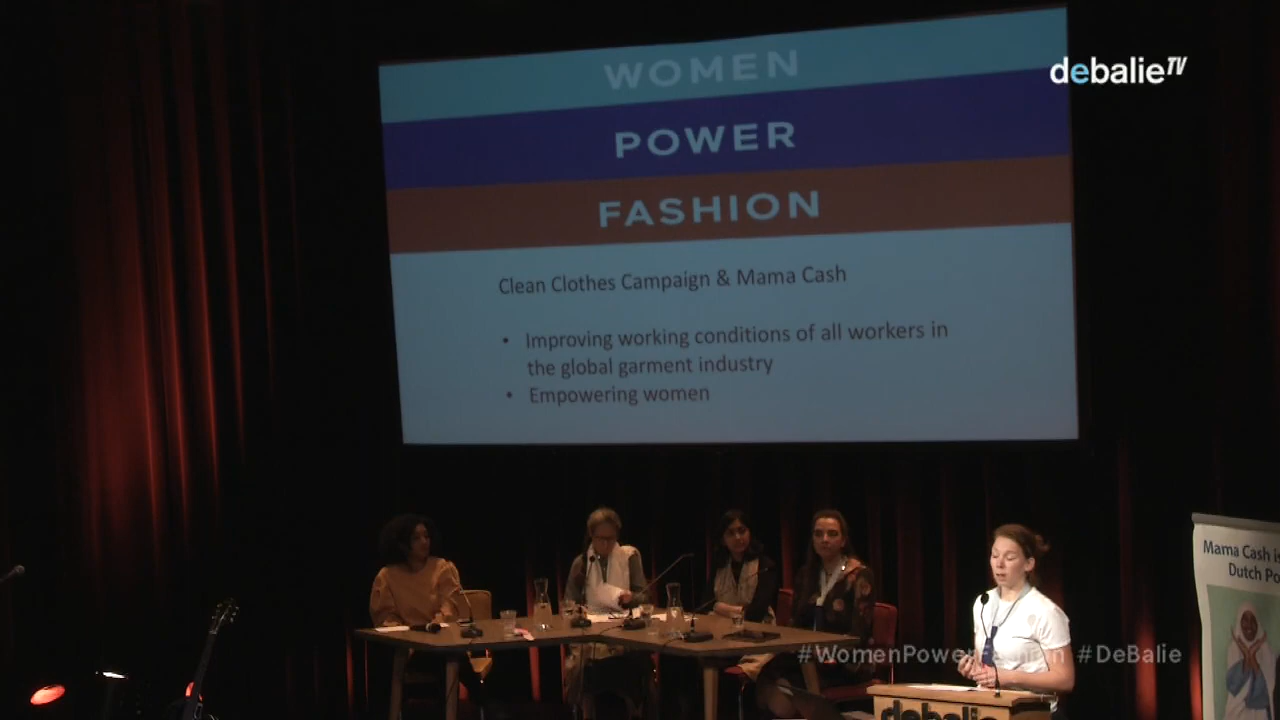 debalieTV
WOMEN
POWER
FASHION
Clean Clothes Campaign & Mama Cash
• Improving working conditions of all workers in
the global garment industry
• Empowering women
Mama Cash is
Dutch Po
#WomenPowerFashion #DeBalie
debalie